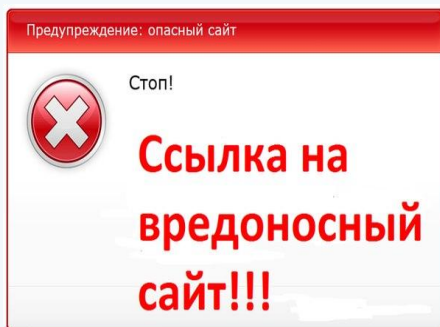 Предупреждение: опасный сайт
Стоп!
Ссылка на
вредоносный
сайт!!!